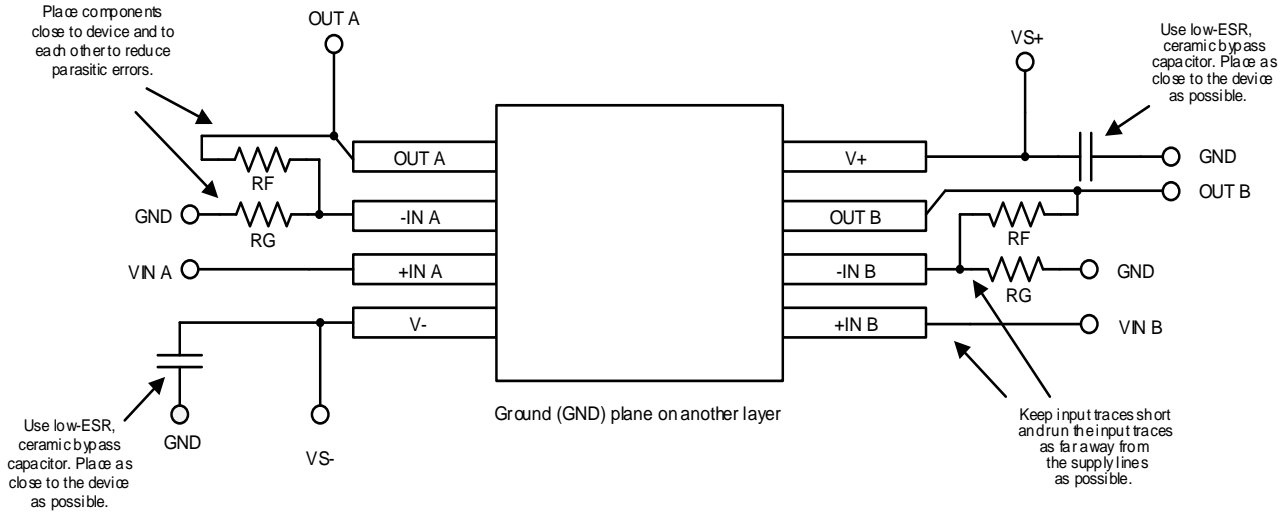 Place components
close to device and to
each other to reduce
parasitic errors.
OUT A
VS+
Use low-ESR,
ceramic bypass
capacitor. Place as
close to the device
as possible.
OUT A
V+
GND
RF
OUT B
GND
-IN A
OUT B
RG
RF
VIN A
+IN A
-IN B
GND
RG
V-
+IN B
VIN B
Ground (GND) plane on another layer
Use low-ESR,
ceramic bypass
capacitor. Place as
close to the device
as possible.
GND
VS-
Keep input traces short
and run the input traces
as far away from
the supply lines
as possible.